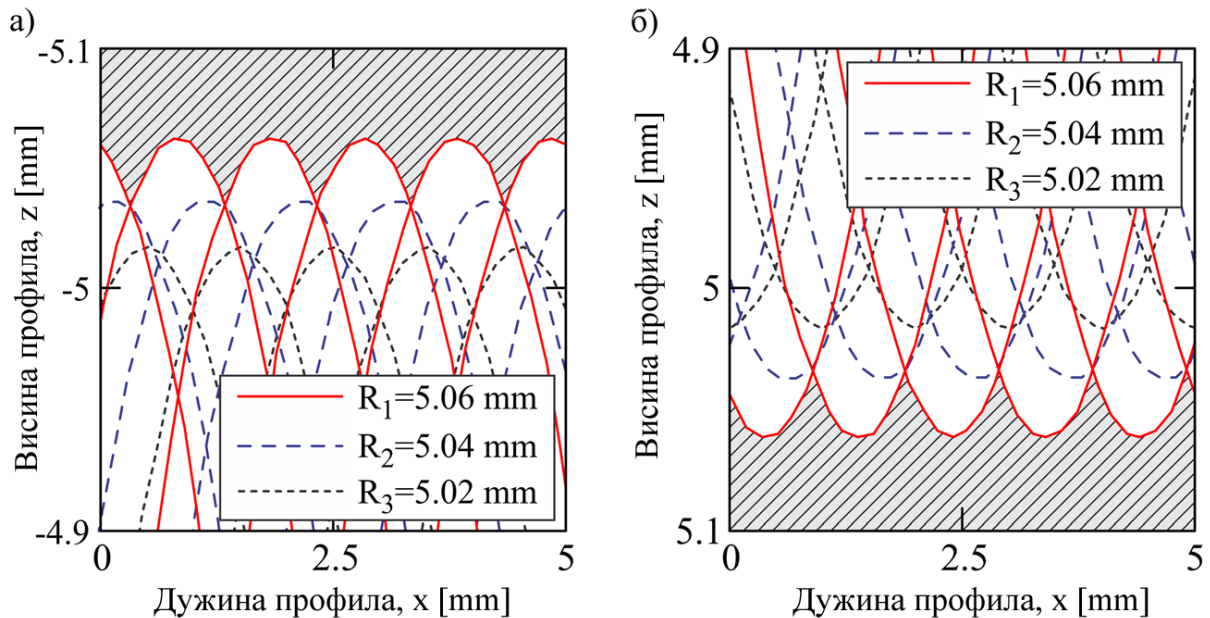 а)
-5.1
-5
-4.9
Висина профила, z [mm]
R1=5.06 mm
R2=5.04 mm
R3=5.02 mm
0
2.5
5
Дужина профила, x [mm]
б)
4.9
5
5.1
Висина профила, z [mm]
R1=5.06 mm
R2=5.04 mm
R3=5.02 mm
0
2.5
5
Дужина профила, x [mm]